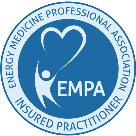 ENERGY MEDICINE PROFESSIONAL ASSOCIATION
EMPA
INSURED PRACTITIONER